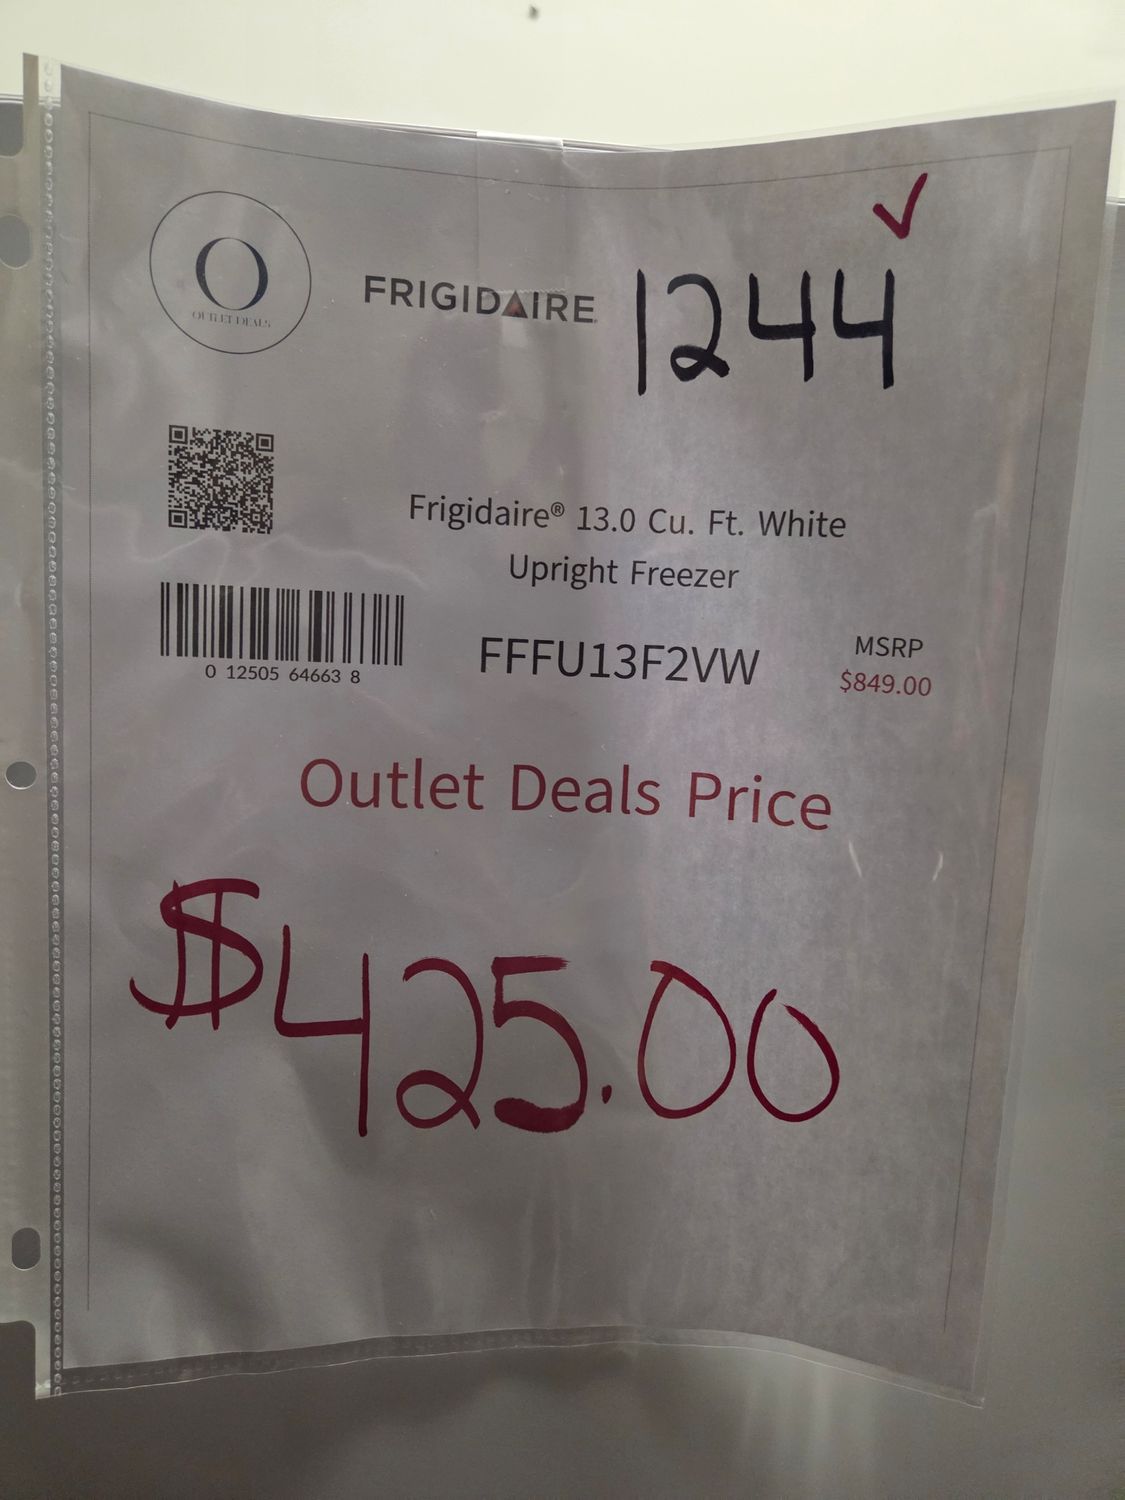 ✓
O
OUTLET DEALS
FRIGIDAIRE
1244
Frigidaire® 13.0 Cu. Ft. White
Upright Freezer
0 12505 64663 8
FFFU13F2VW
MSRP
$849.00
Outlet Deals Price
$425.00